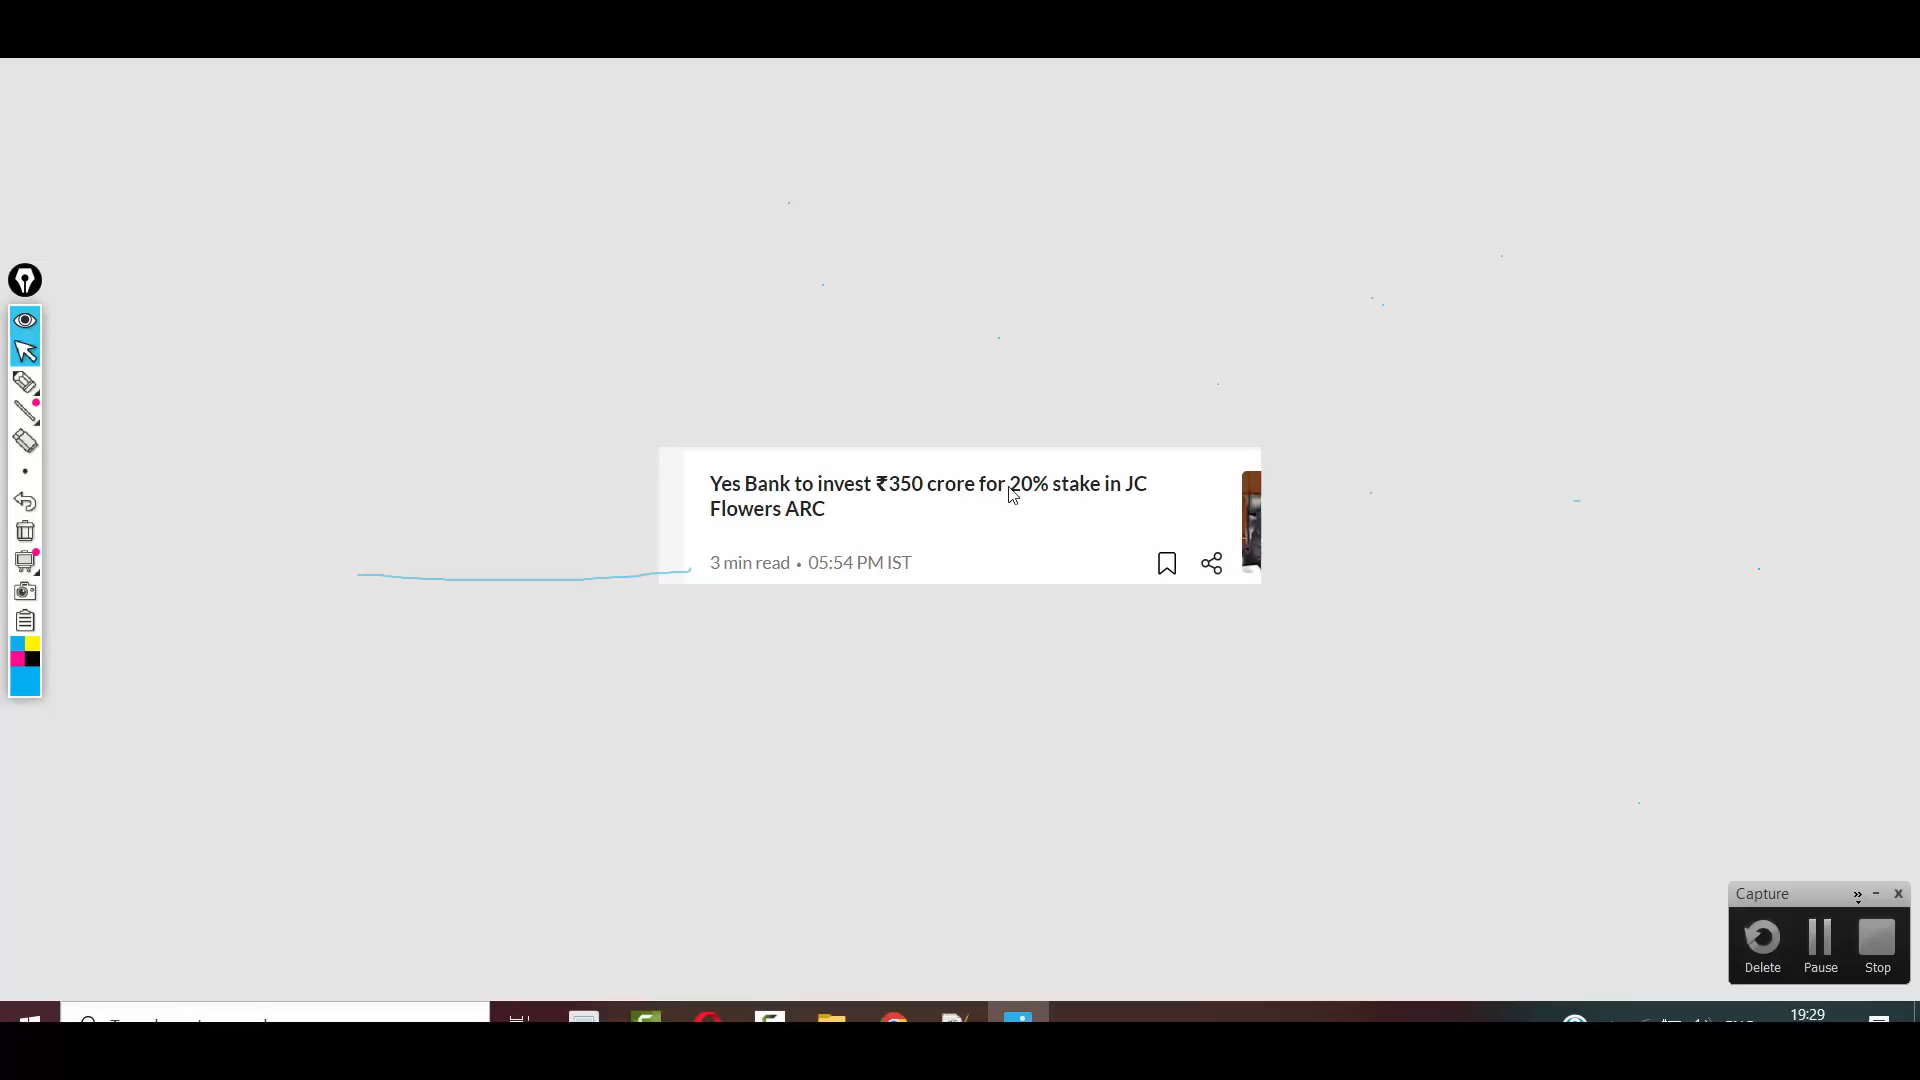 Yes Bank to invest ₹350 crore for 20% stake in JC
Flowers ARC
3 min read • 05:54 PM IST
Capture
Delete Pause Stop
19:29